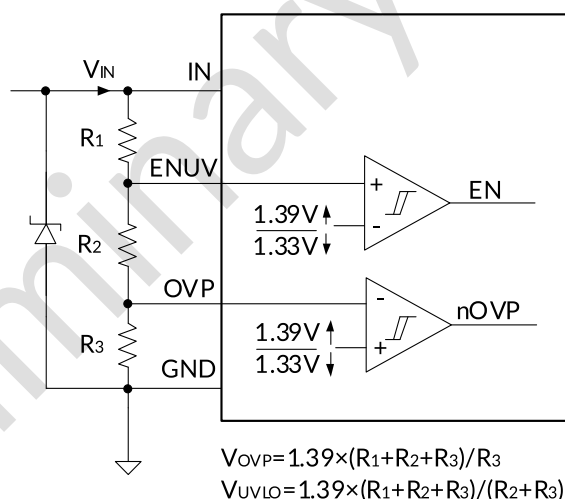 minary
VIN
IN
R1
ENUV
+
EN
1.39V
-
1.33V
R2
OVP
-
nOVP
1.39V
+
1.33V
R3
GND
VOVP=1.39×(R1+R2+R3)/R3
VUVLO=1.39×(R1+R2+R3)/(R2+R3)